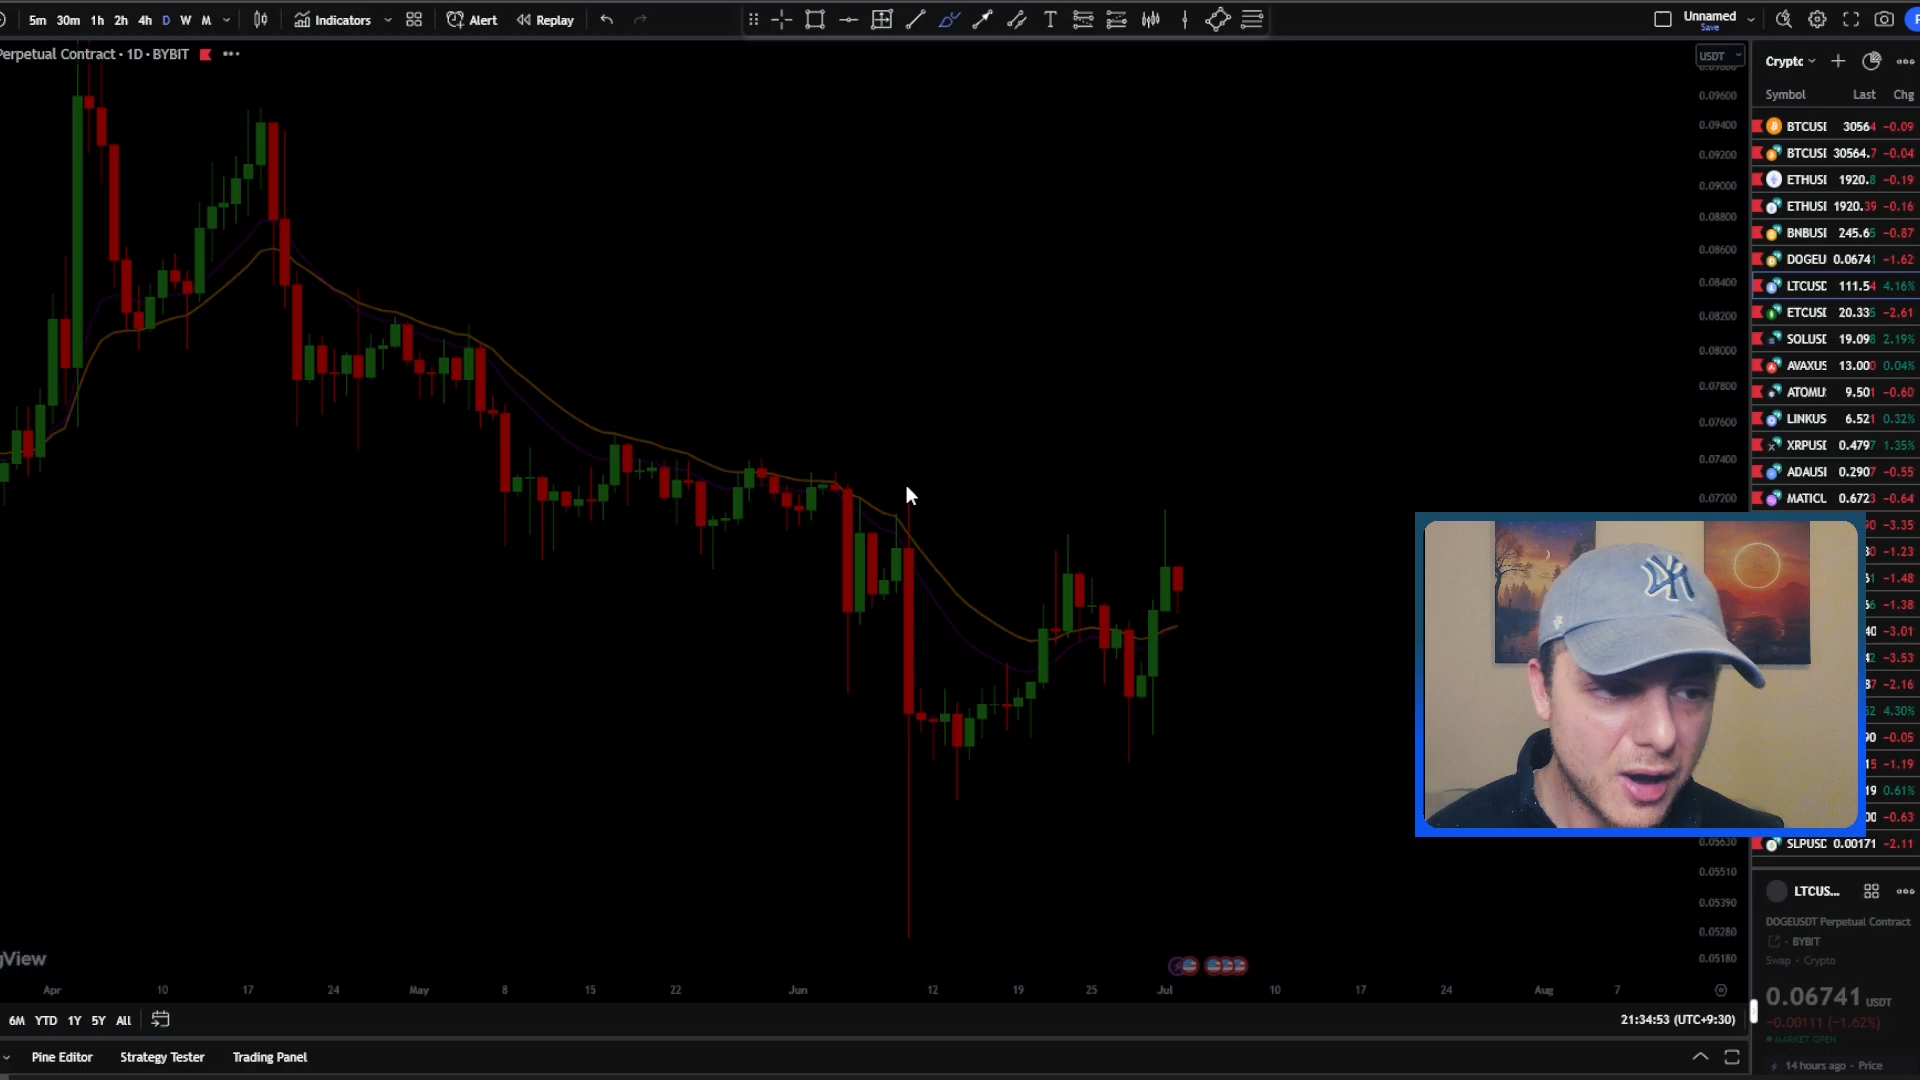 5m 30m 1h 2h 4h D W M Indicators Alert Replay T Unnamed
Save
Perpetual Contract · 1D · BYBIT
USDT
Crypto
Symbol Last Chg
BTCUSI 30564 −0.09
BTCUSI 30564.7 −0.04
ETHUSI 1920.8 −0.19
ETHUSI 1920.39 −0.16
BNBUSI 245.65 −0.87
DOGEU 0.06741 −1.62
LTCUSD 111.54 4.16%
ETCUSI 20.335 −2.61
SOLUSI 19.098 2.19%
AVAXUS 13.000 0.04%
ATOMU 9.501 −0.60
LINKUS 6.521 0.32%
XRPUSI 0.4797 1.35%
ADAUSI 0.2907 −0.55
MATICU 0.6723 −0.64
−3.35
−1.23
−1.48
−1.38
−3.01
−3.53
−2.16
4.30%
−0.05
−1.19
0.61%
−0.63
SLPUSD 0.00171 −2.11
0.09600
0.09400
0.09200
0.09000
0.08800
0.08600
0.08400
0.08200
0.08000
0.07800
0.07600
0.07400
0.07200
0.05630
0.05510
0.05390
0.05280
0.05180
NY
gView
Apr 10 17 24 May 8 15 22 Jun 12 19 25 Jul 10 17 24 Aug 7
6M YTD 1Y 5Y All
21:34:53 (UTC+9:30)
Pine Editor Strategy Tester Trading Panel
LTCUS...
DOGEUSDT Perpetual Contract
· BYBIT
Swap · Crypto
0.06741 USDT
−0.00111 (−1.62%)
MARKET OPEN
14 hours ago · Price